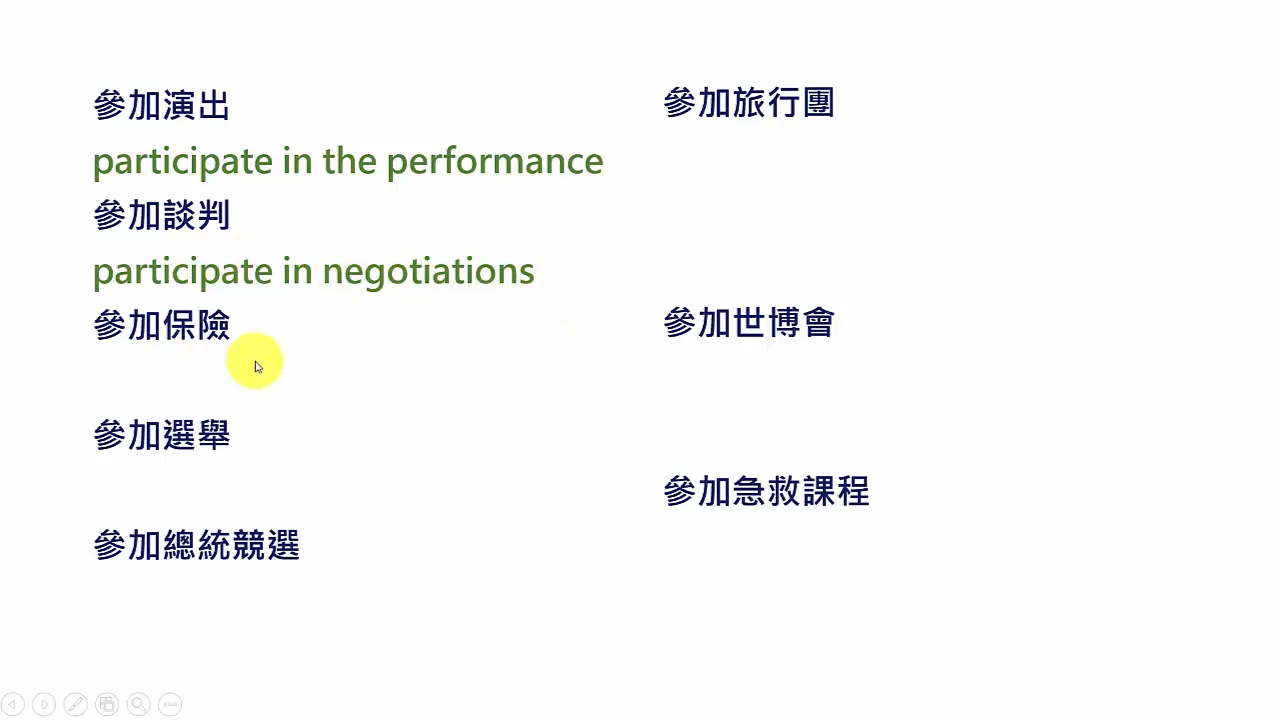 參加演出
participate in the performance
參加談判
participate in negotiations
參加保險
參加選舉
參加總統競選
參加旅行團
參加世博會
參加急救課程